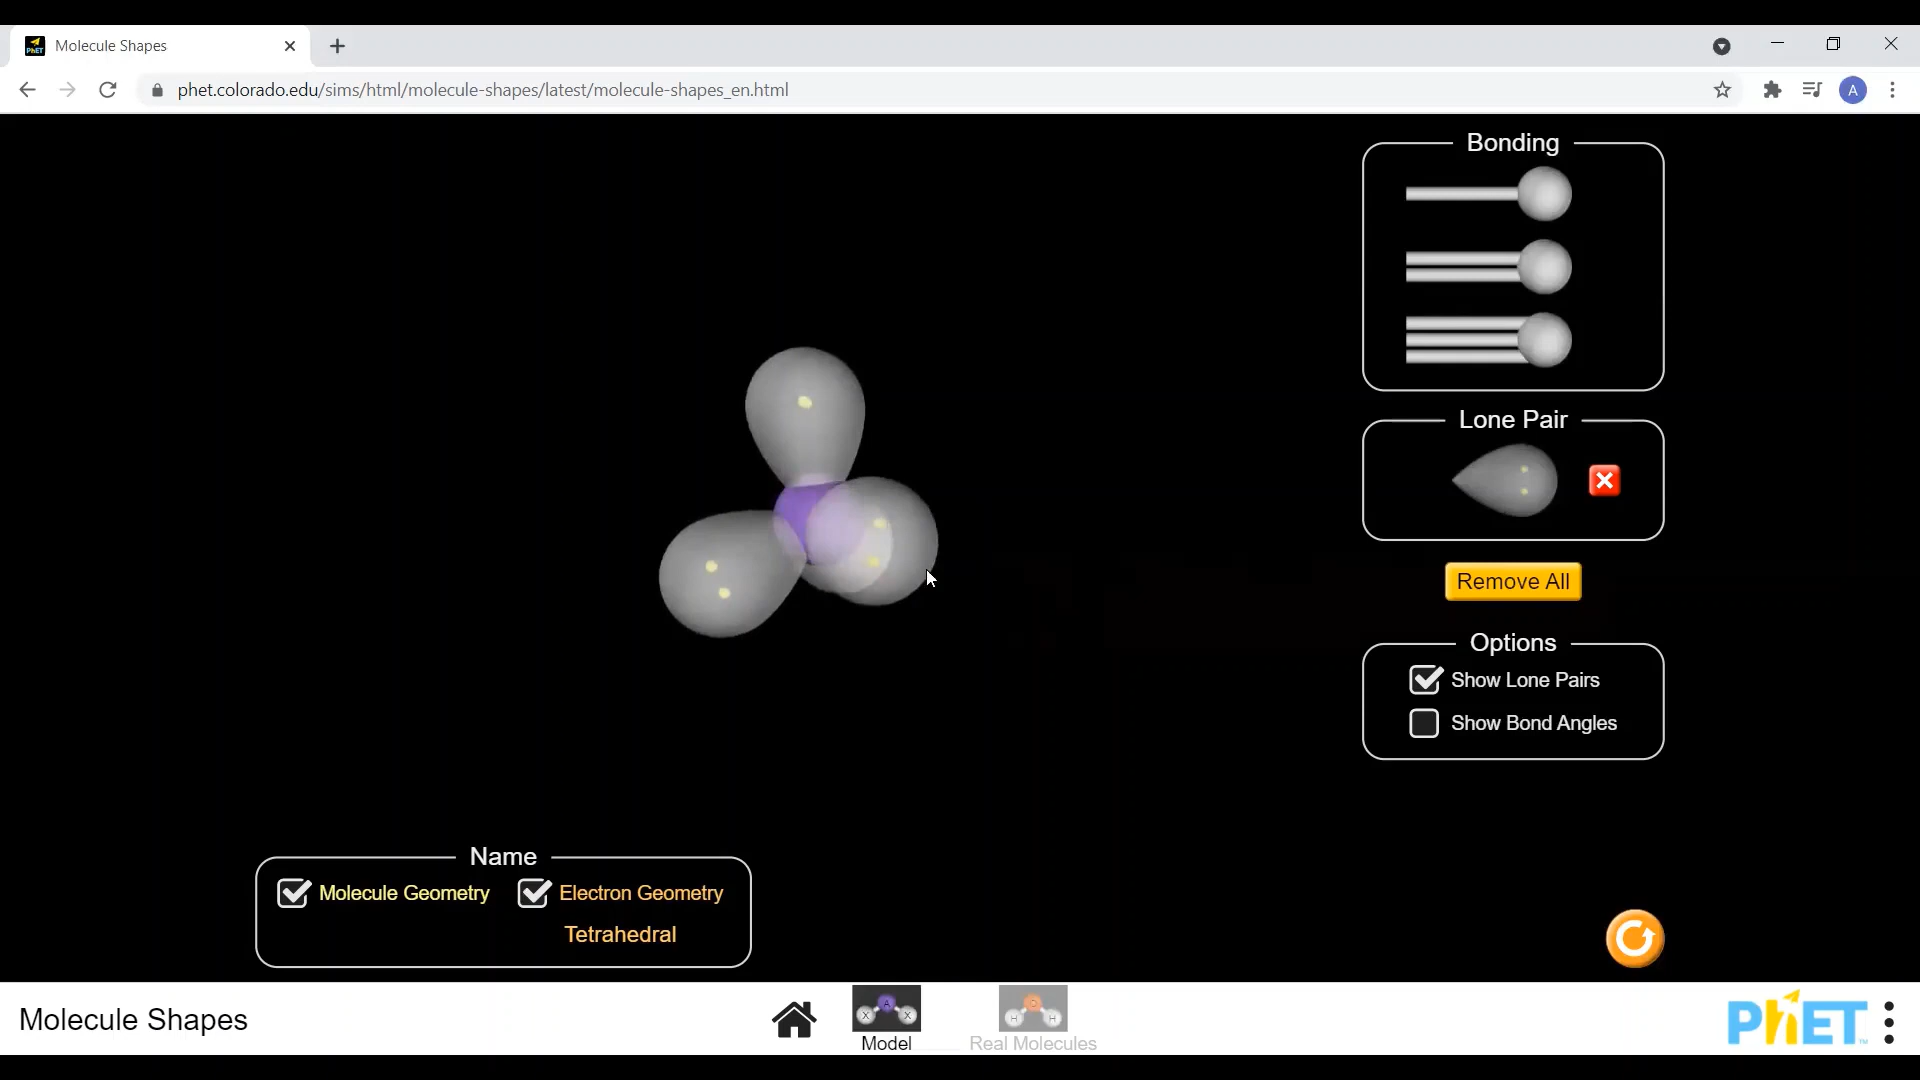 Molecule Shapes
phet.colorado.edu/sims/html/molecule-shapes/latest/molecule-shapes_en.html
A
Bonding
Lone Pair
Remove All
Options
Show Lone Pairs
Show Bond Angles
Name
Molecule Geometry
Electron Geometry
Tetrahedral
Molecule Shapes
A
X X
Model
H H
Real Molecules
PhET